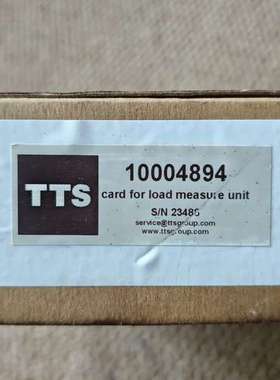 TTS
10004894
card for load measure unit
S/N 23486
service@ttsgroup.com
www.ttsgroup.com